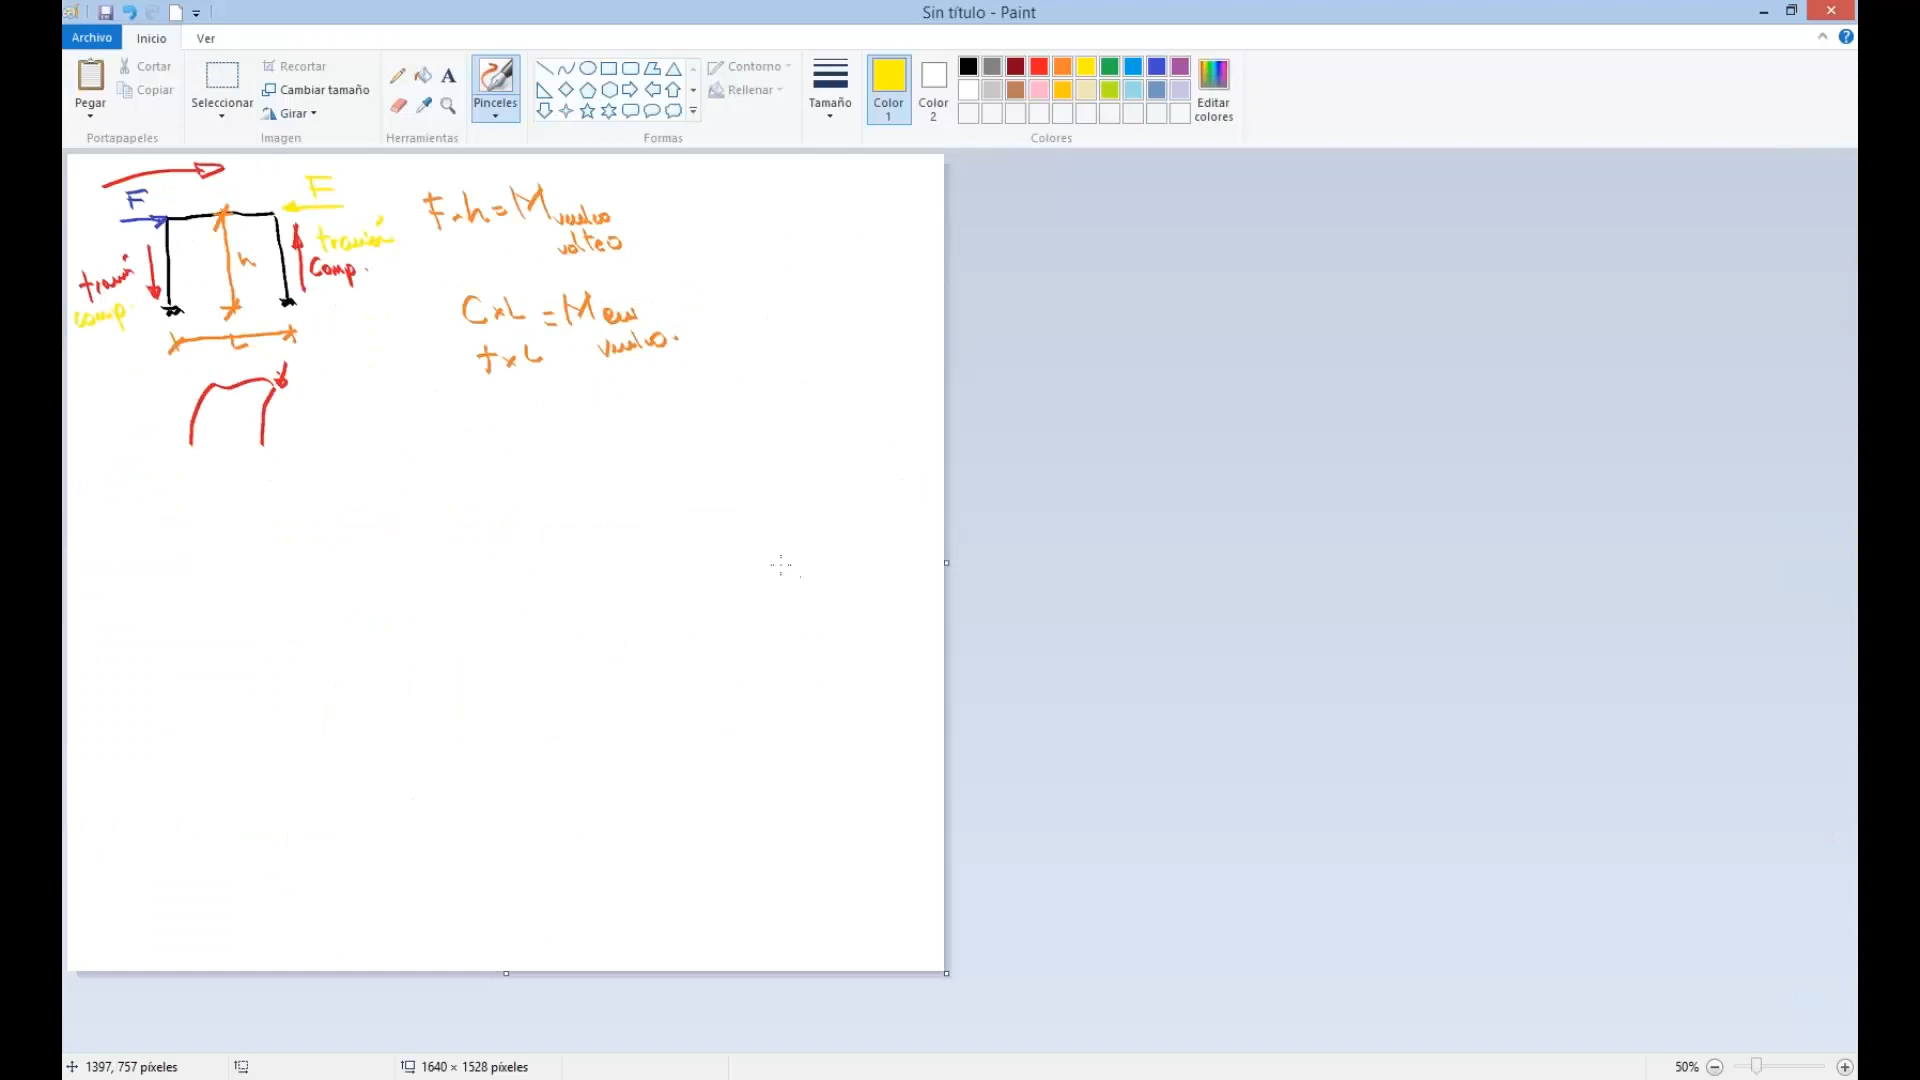 Sin título - Paint
Archivo Inicio Ver
Pegar
Cortar
Copiar
Portapapeles
Seleccionar
Recortar
Cambiar tamaño
Girar
Imagen
A
Herramientas
Pinceles
Contorno
Rellenar
Formas
Tamaño
Color 1
Color 2
Editar colores
Colores
F
F
tracción
Comp.
h
comp.
L
F x h = M vuelco
volteo
C x L = M
vuelco.
T x L
1397, 757 píxeles
1640 × 1528 píxeles
50%